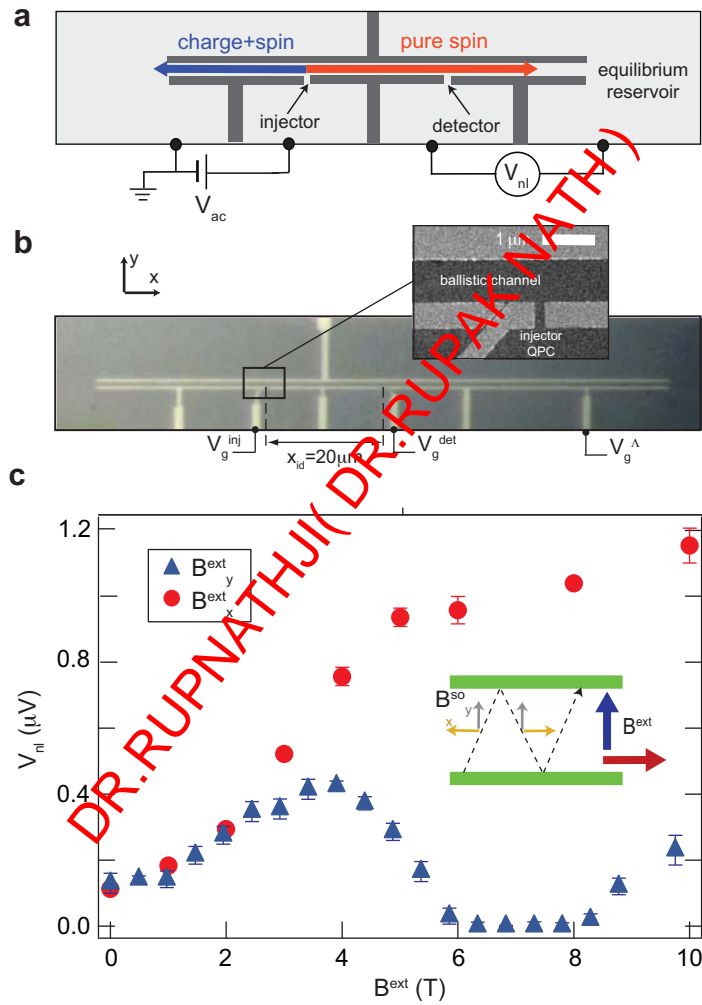 a
charge+spin pure spin
equilibrium
reservoir
injector detector
V_ac
V_nl
b
y
x
1 μm
ballistic channel
injector
QPC
V_g^inj
x_id=20μm
V_g^det
V_g^Λ
c
1.2
0.8
0.4
0.0
V_nl (μV)
B^ext_y
B^ext_x
B^so
y
x
B^ext
0 2 4 6 8 10
B^ext (T)
DR.RUPNATHJI( DR.RUPAK NATH )